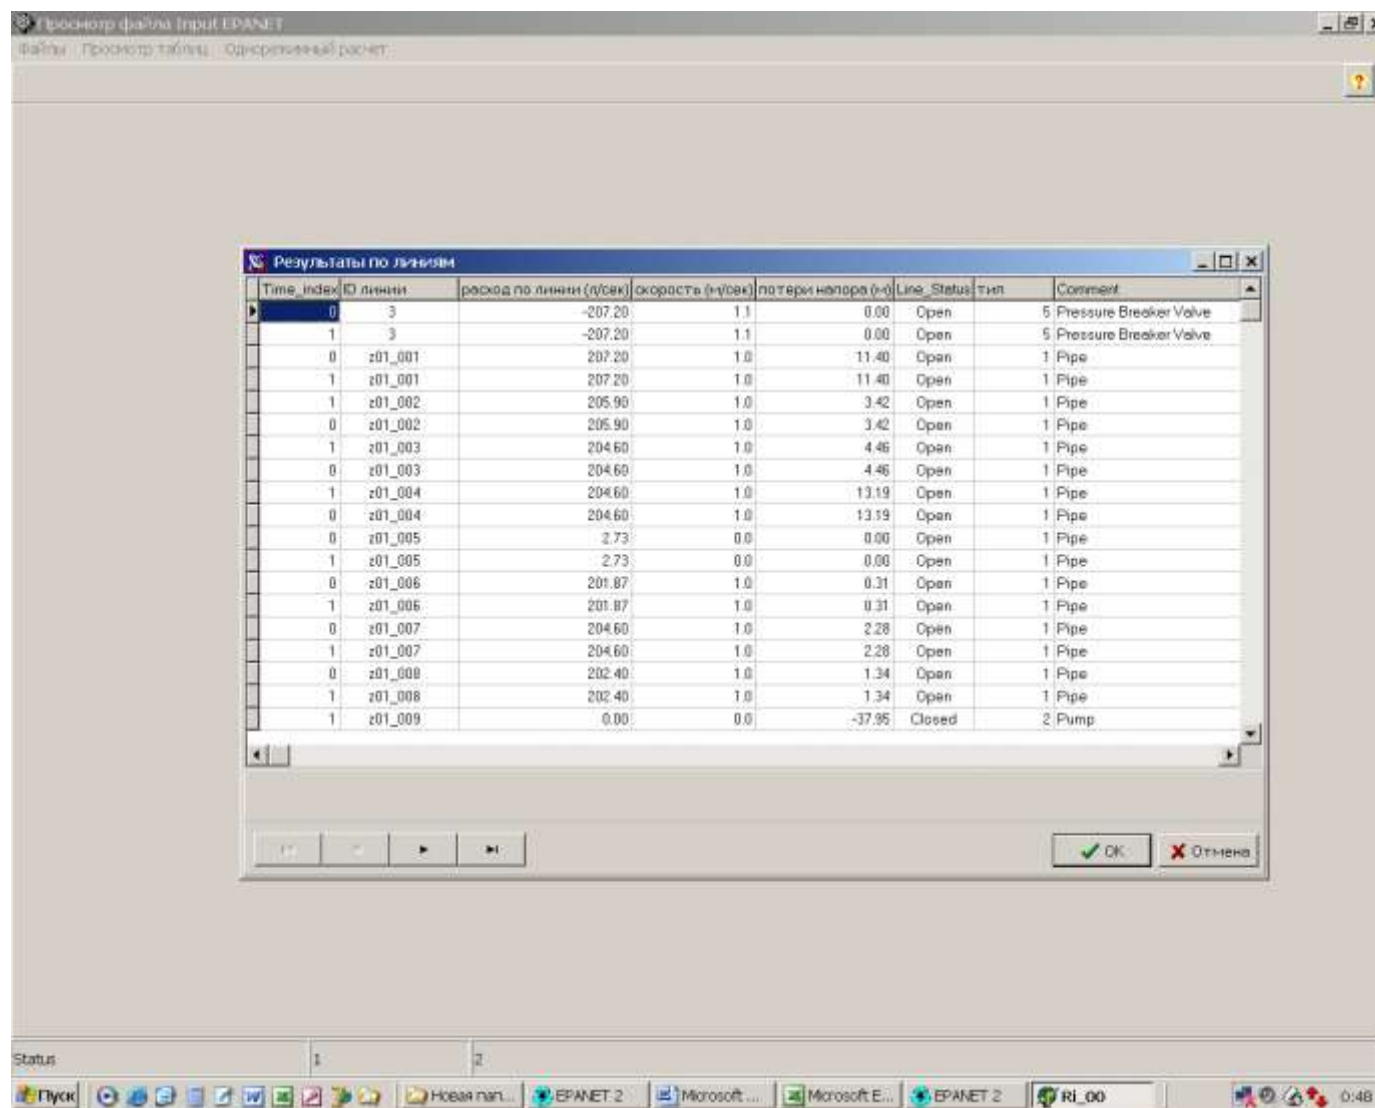 Просмотр файла Input EPANET
Файлы Просмотр таблиц Однорежимный расчет
Результаты по линиям
Time_index ID линии расход по линии (л/сек) скорость (м/сек) потери напора (м) Line_Status тип Comment
0 3 -207.20 1.1 0.00 Open 5 Pressure Breaker Valve
1 3 -207.20 1.1 0.00 Open 5 Pressure Breaker Valve
0 z01_001 207.20 1.0 11.40 Open 1 Pipe
1 z01_001 207.20 1.0 11.40 Open 1 Pipe
1 z01_002 205.90 1.0 3.42 Open 1 Pipe
0 z01_002 205.90 1.0 3.42 Open 1 Pipe
1 z01_003 204.60 1.0 4.46 Open 1 Pipe
0 z01_003 204.60 1.0 4.46 Open 1 Pipe
1 z01_004 204.60 1.0 13.19 Open 1 Pipe
0 z01_004 204.60 1.0 13.19 Open 1 Pipe
0 z01_005 2.73 0.0 0.00 Open 1 Pipe
1 z01_005 2.73 0.0 0.00 Open 1 Pipe
0 z01_006 201.87 1.0 0.31 Open 1 Pipe
1 z01_006 201.87 1.0 0.31 Open 1 Pipe
0 z01_007 204.60 1.0 2.28 Open 1 Pipe
1 z01_007 204.60 1.0 2.28 Open 1 Pipe
0 z01_008 202.40 1.0 1.34 Open 1 Pipe
1 z01_008 202.40 1.0 1.34 Open 1 Pipe
1 z01_009 0.00 0.0 -37.95 Closed 2 Pump
OK Отмена
Status 1 2
Пуск Новая пап... EPANET 2 Microsoft ... Microsoft E... EPANET 2 Ri_00 0:48